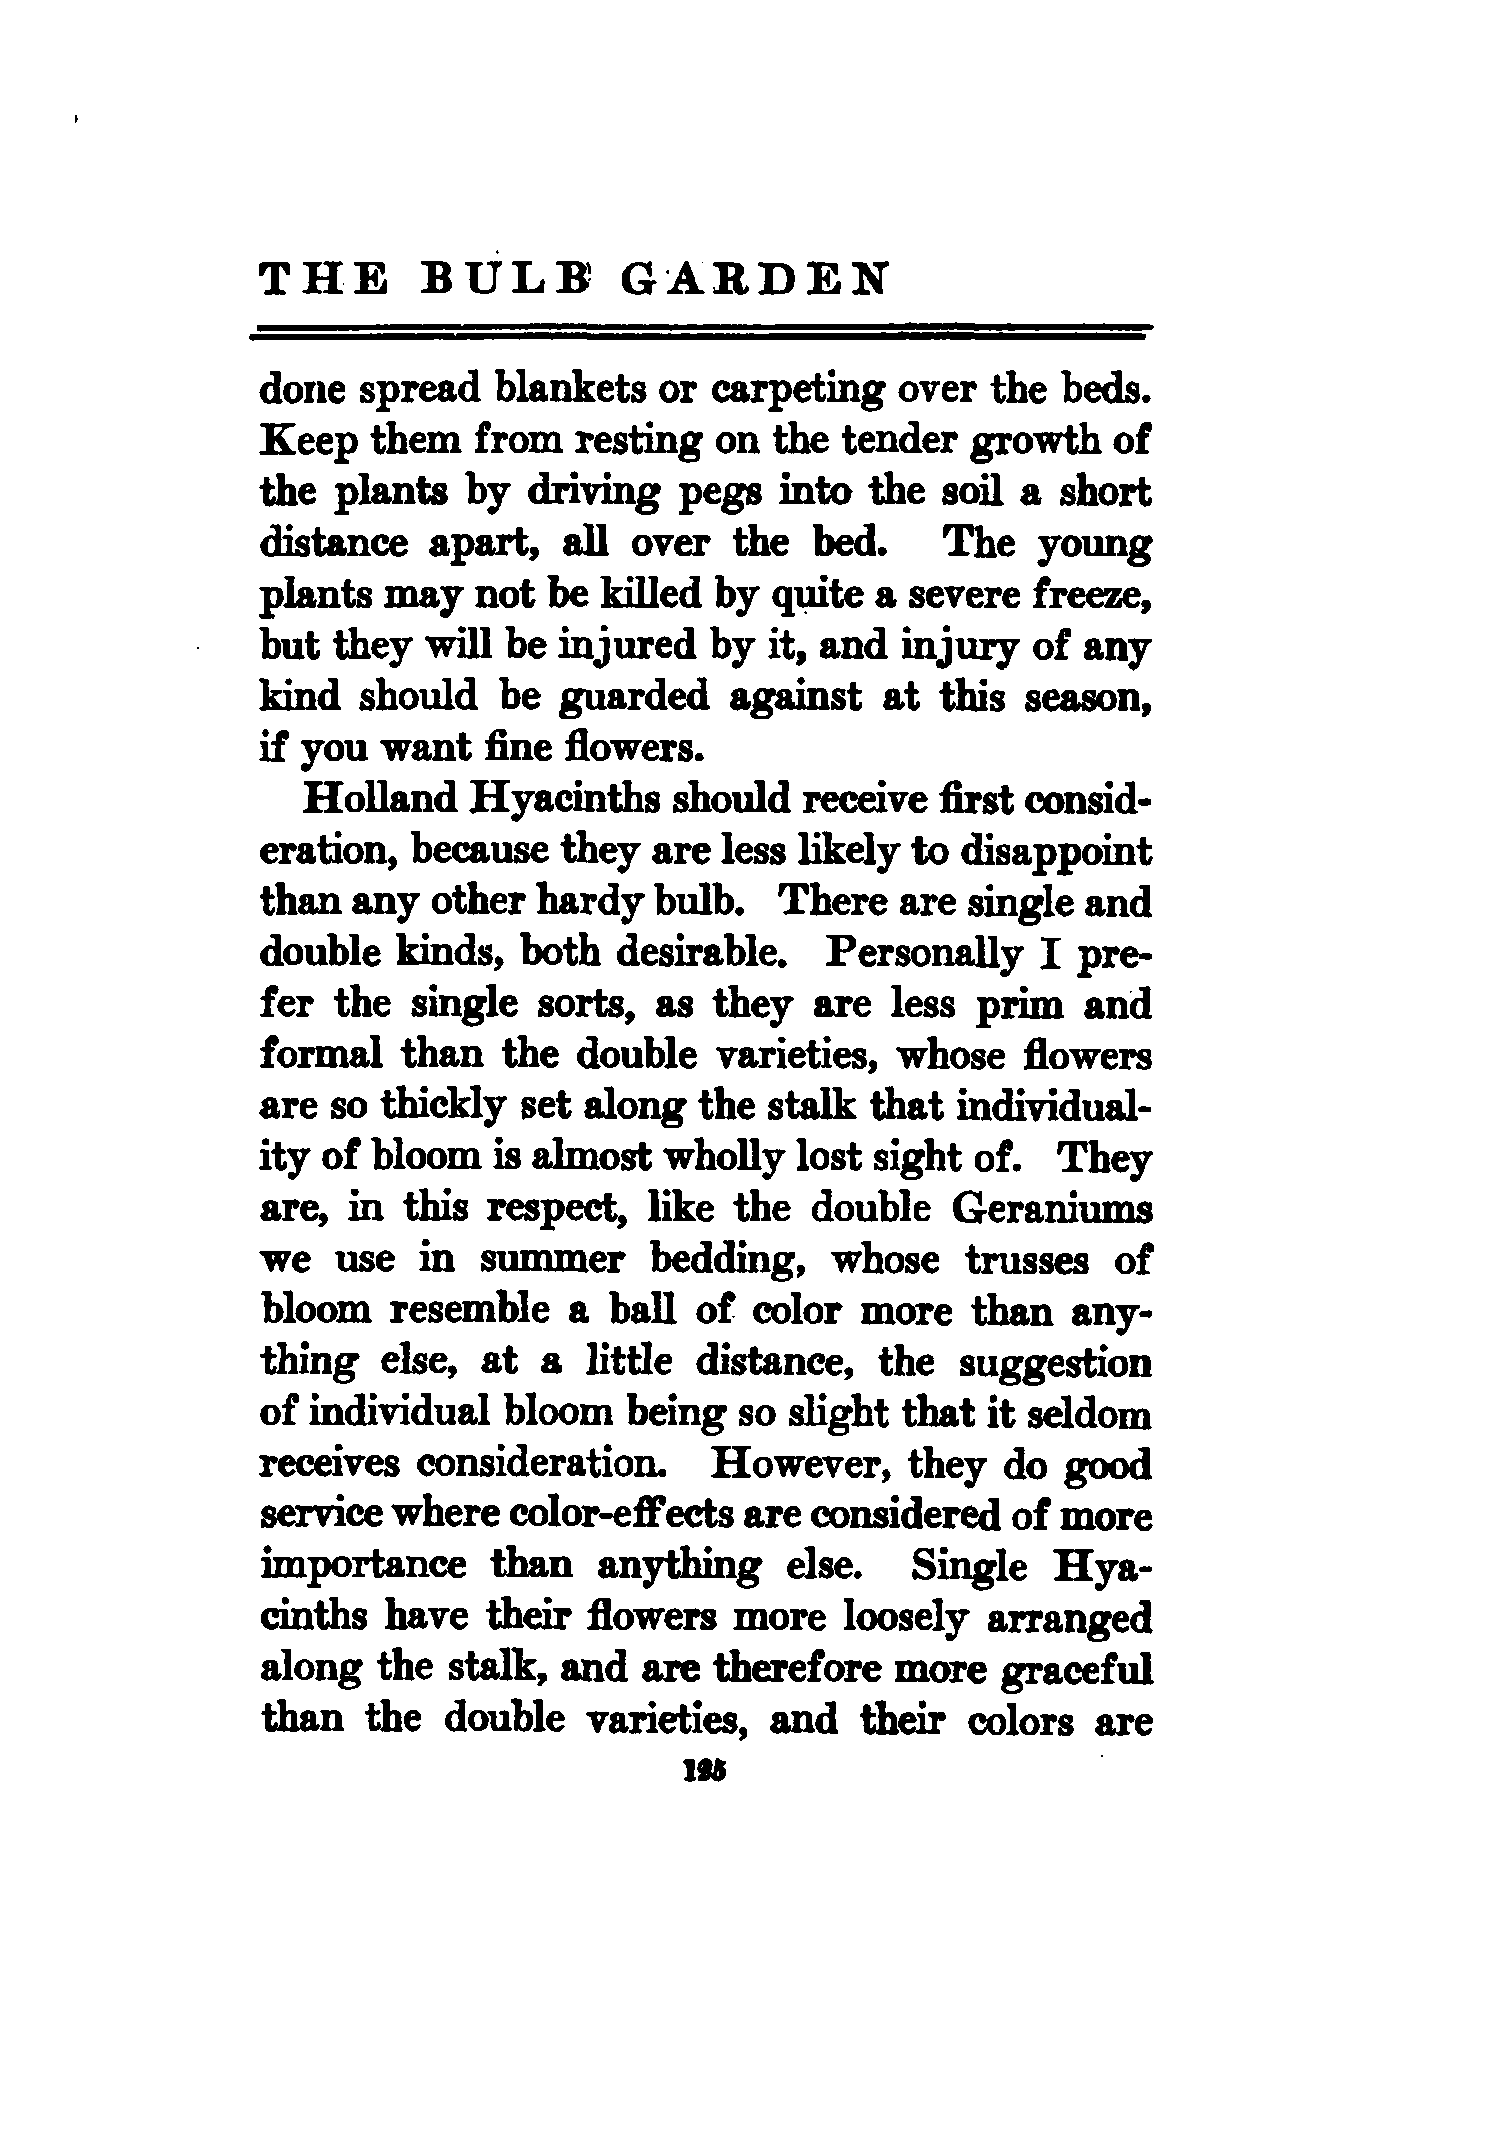 THE BULB GARDEN
done spread blankets or carpeting over the beds.
Keep them from resting on the tender growth of
the plants by driving pegs into the soil a short
distance apart, all over the bed. The young
plants may not be killed by quite a severe freeze,
but they will be injured by it, and injury of any
kind should be guarded against at this season,
if you want fine flowers.
Holland Hyacinths should receive first consid-
eration, because they are less likely to disappoint
than any other hardy bulb. There are single and
double kinds, both desirable. Personally I pre-
fer the single sorts, as they are less prim and
formal than the double varieties, whose flowers
are so thickly set along the stalk that individual-
ity of bloom is almost wholly lost sight of. They
are, in this respect, like the double Geraniums
we use in summer bedding, whose trusses of
bloom resemble a ball of color more than any-
thing else, at a little distance, the suggestion
of individual bloom being so slight that it seldom
receives consideration. However, they do good
service where color-effects are considered of more
importance than anything else. Single Hya-
cinths have their flowers more loosely arranged
along the stalk, and are therefore more graceful
than the double varieties, and their colors are
125